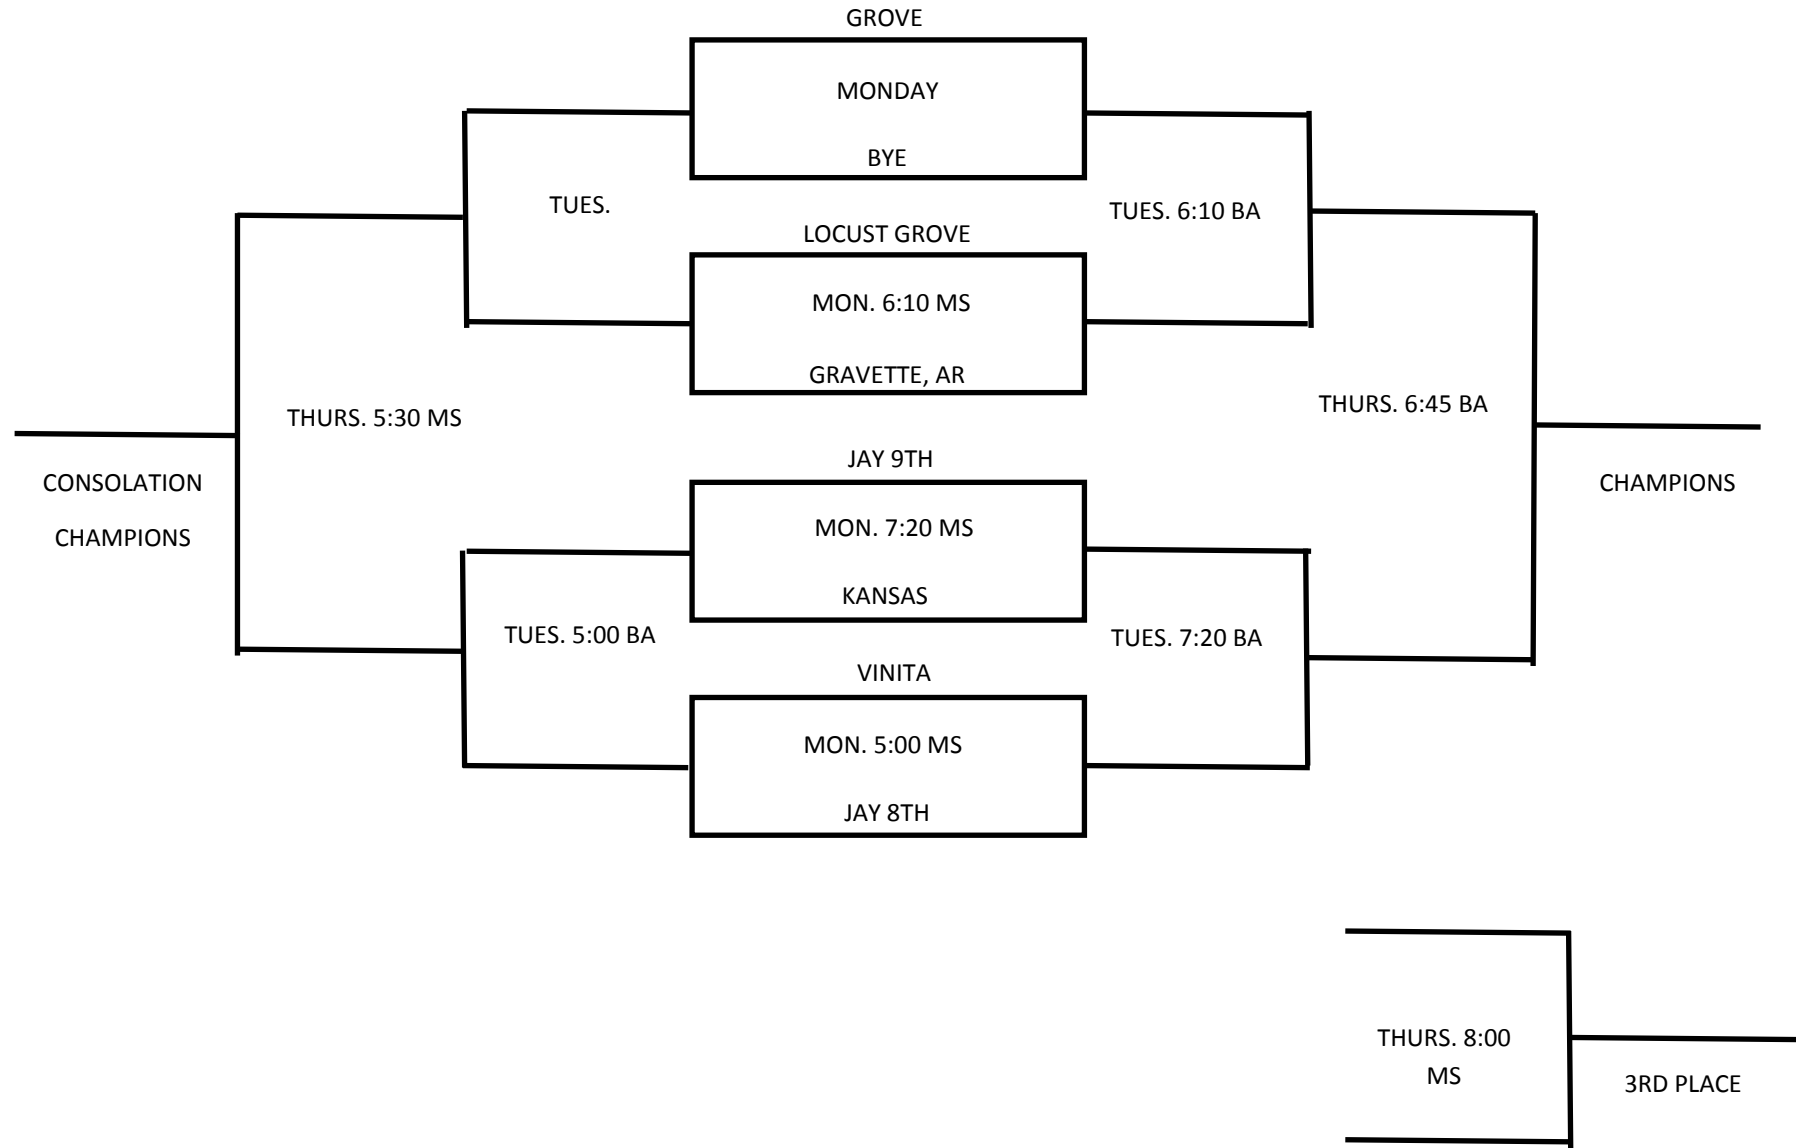 GROVE
MONDAY
BYE
TUES.
TUES. 6:10 BA
LOCUST GROVE
MON. 6:10 MS
GRAVETTE, AR
THURS. 5:30 MS
THURS. 6:45 BA
JAY 9TH
CONSOLATION
CHAMPIONS
CHAMPIONS
MON. 7:20 MS
KANSAS
TUES. 5:00 BA
TUES. 7:20 BA
VINITA
MON. 5:00 MS
JAY 8TH
THURS. 8:00
MS
3RD PLACE